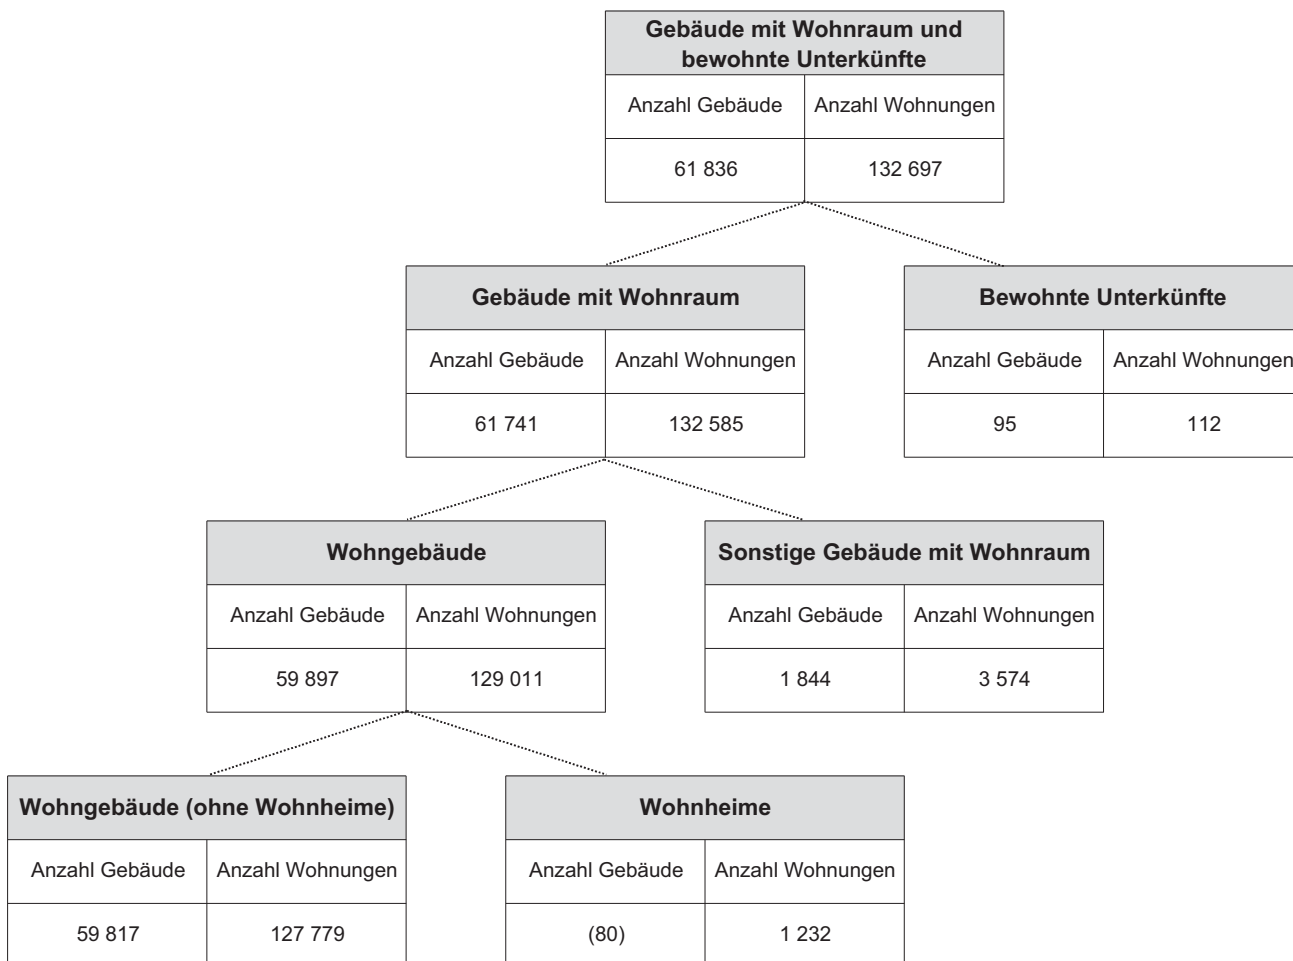 Gebäude mit Wohnraum und
bewohnte Unterkünfte
Anzahl Gebäude Anzahl Wohnungen
61 836 132 697
Gebäude mit Wohnraum Bewohnte Unterkünfte
Anzahl Gebäude Anzahl Wohnungen Anzahl Gebäude Anzahl Wohnungen
61 741 132 585 95 112
Wohngebäude Sonstige Gebäude mit Wohnraum
Anzahl Gebäude Anzahl Wohnungen Anzahl Gebäude Anzahl Wohnungen
59 897 129 011 1 844 3 574
Wohngebäude (ohne Wohnheime) Wohnheime
Anzahl Gebäude Anzahl Wohnungen Anzahl Gebäude Anzahl Wohnungen
59 817 127 779 (80) 1 232